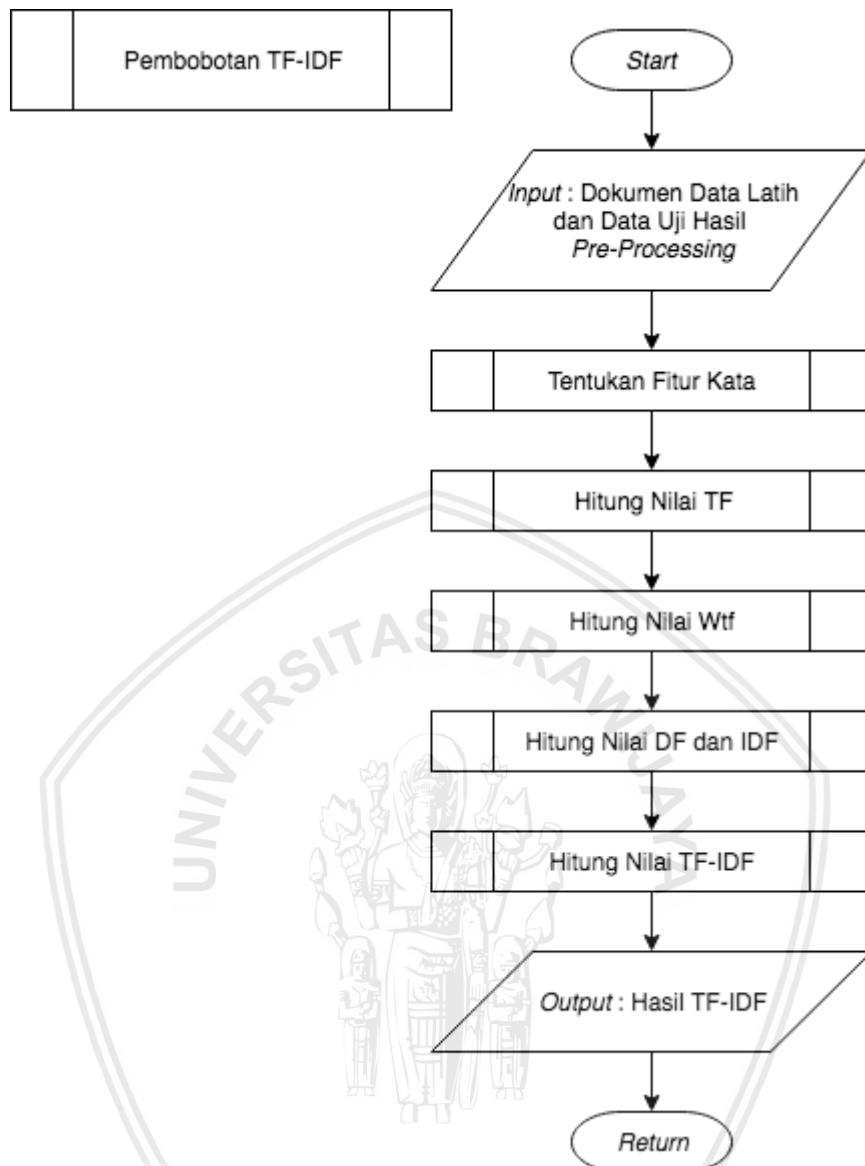 Pembobotan TF-IDF
Start
Input : Dokumen Data Latih
dan Data Uji Hasil
Pre-Processing
Tentukan Fitur Kata
Hitung Nilai TF
Hitung Nilai Wtf
UNIVERSITAS BRAWIJAYA
Hitung Nilai DF dan IDF
Hitung Nilai TF-IDF
Output : Hasil TF-IDF
Return